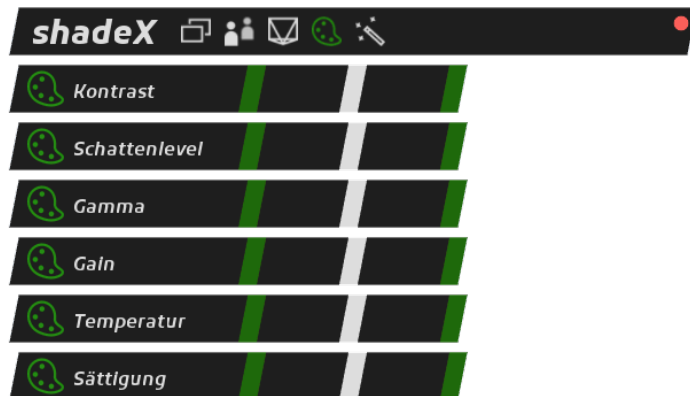 shadeX
Kontrast
Schattenlevel
Gamma
Gain
Temperatur
Sättigung